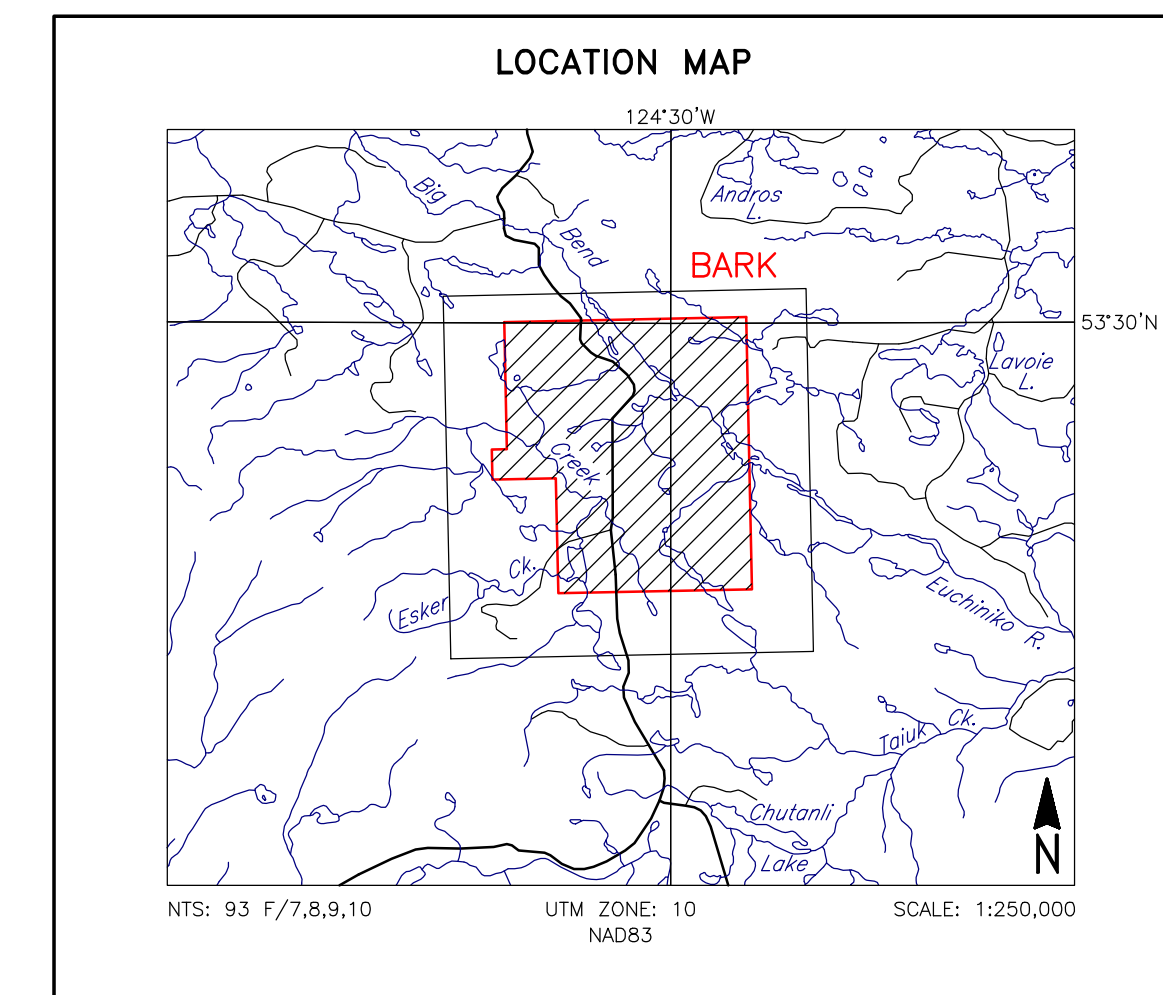 LOCATION MAP
124°30'W
Big
Andros
L.
Bend
BARK
53°30'N
Lavoie
L.
Creek
Ck.
Esker
Euchiniko R.
Taiuk Ck.
Chutanli
Lake
N
NTS: 93 F/7,8,9,10
UTM ZONE: 10
SCALE: 1:250,000
NAD83